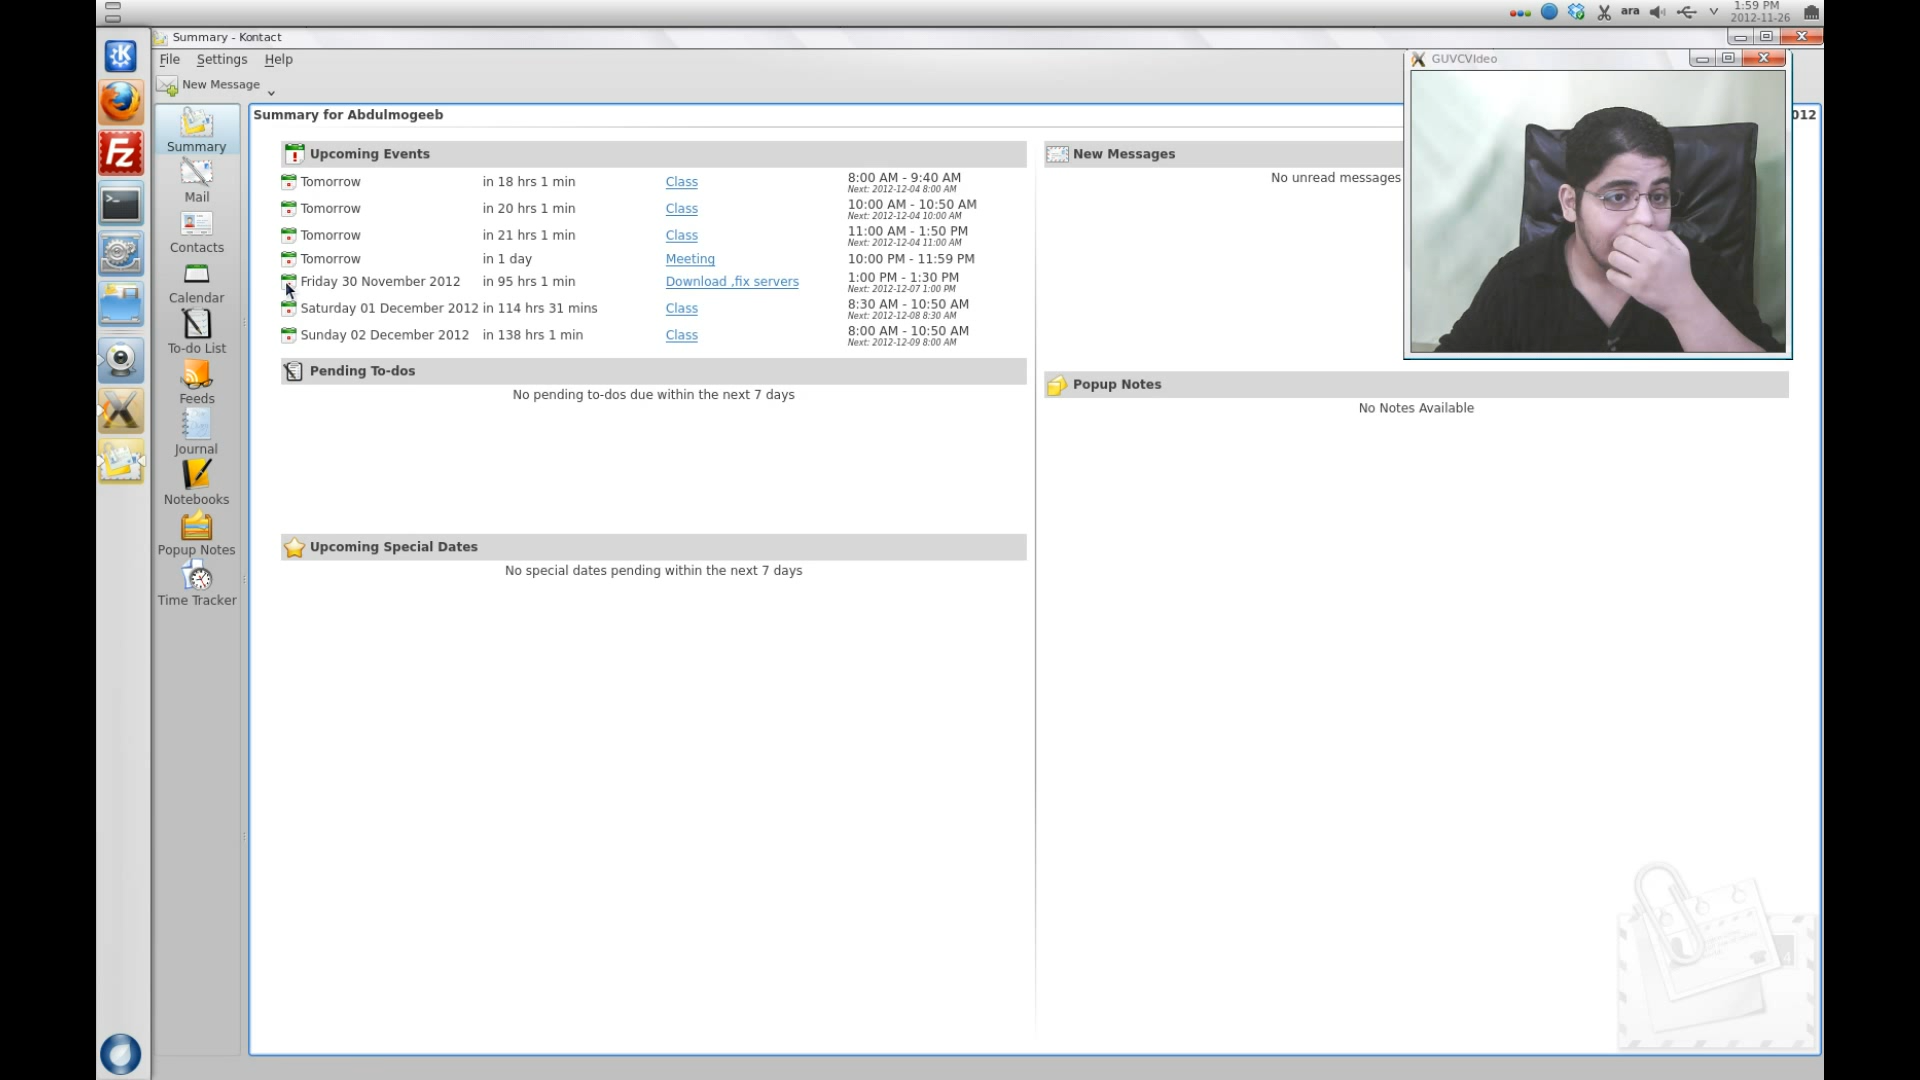 ara
1:59 PM
2012-11-26
Summary - Kontact
File Settings Help
GUVCVideo
New Message
Summary for Abdulmogeeb
012
Summary
Mail
Contacts
Calendar
To-do List
Feeds
Journal
Notebooks
Popup Notes
Time Tracker
Upcoming Events
Tomorrow in 18 hrs 1 min Class 8:00 AM - 9:40 AM
Next: 2012-12-04 8:00 AM
Tomorrow in 20 hrs 1 min Class 10:00 AM - 10:50 AM
Next: 2012-12-04 10:00 AM
Tomorrow in 21 hrs 1 min Class 11:00 AM - 1:50 PM
Next: 2012-12-04 11:00 AM
Tomorrow in 1 day Meeting 10:00 PM - 11:59 PM
Friday 30 November 2012 in 95 hrs 1 min Download ,fix servers 1:00 PM - 1:30 PM
Next: 2012-12-07 1:00 PM
Saturday 01 December 2012 in 114 hrs 31 mins Class 8:30 AM - 10:50 AM
Next: 2012-12-08 8:30 AM
Sunday 02 December 2012 in 138 hrs 1 min Class 8:00 AM - 10:50 AM
Next: 2012-12-09 8:00 AM
Pending To-dos
No pending to-dos due within the next 7 days
Upcoming Special Dates
No special dates pending within the next 7 days
New Messages
No unread messages
Popup Notes
No Notes Available